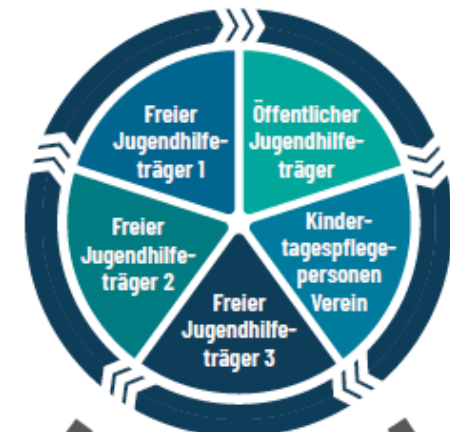 Freier
Jugendhilfe-
träger 1
Öffentlicher
Jugendhilfe-
träger
Kinder-
tagespflege-
personen
Verein
Freier
Jugendhilfe-
träger 3
Freier
Jugendhilfe-
träger 2